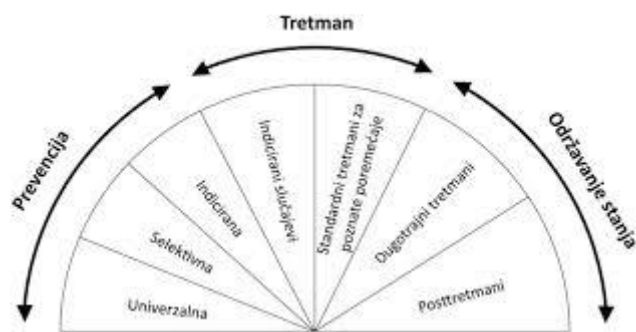 Tretman
Prevencija
Održavanje stanja
Univerzalna
Selektivna
Indicirana
Indicirani slučajevi
Standardni tretmani za
poznate poremećaje
Dugotrajni tretmani
Posttretmani